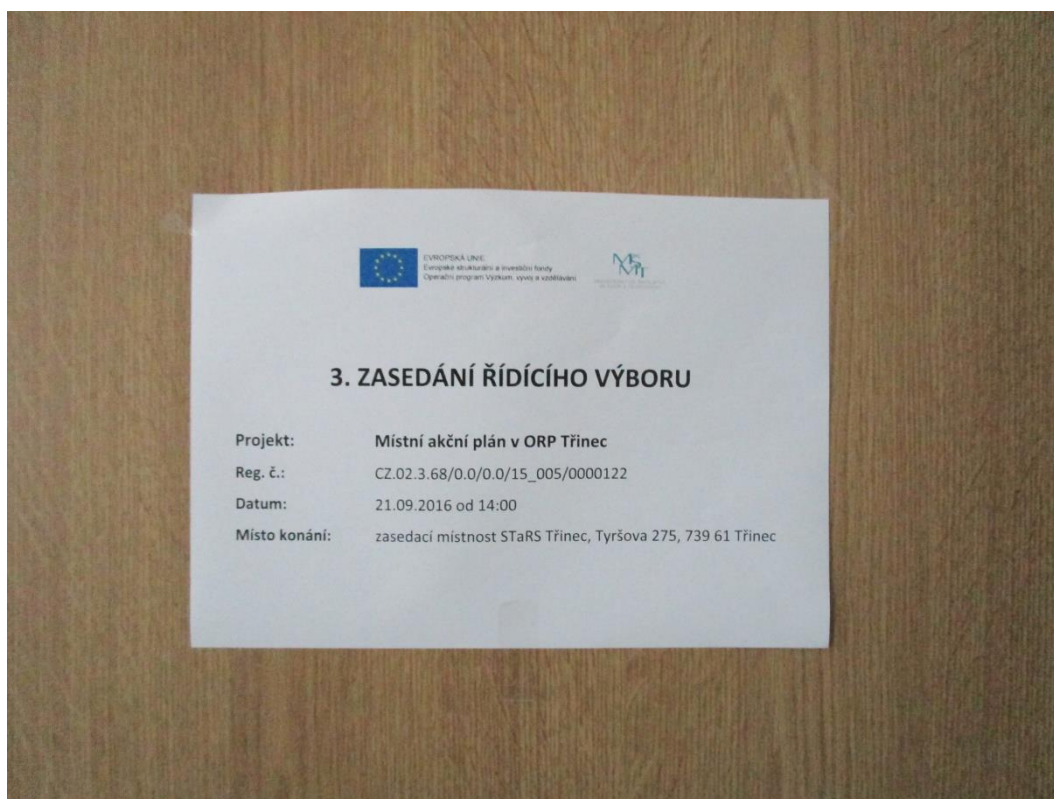 EVROPSKÁ UNIE
Evropské strukturální a investiční fondy
Operační program Výzkum, vývoj a vzdělávání
MŠMT
3. ZASEDÁNÍ ŘÍDÍCÍHO VÝBORU
Projekt: Místní akční plán v ORP Třinec
Reg. č.: CZ.02.3.68/0.0/0.0/15_005/0000122
Datum: 21.09.2016 od 14:00
Místo konání: zasedací místnost STaRS Třinec, Tyršova 275, 739 61 Třinec